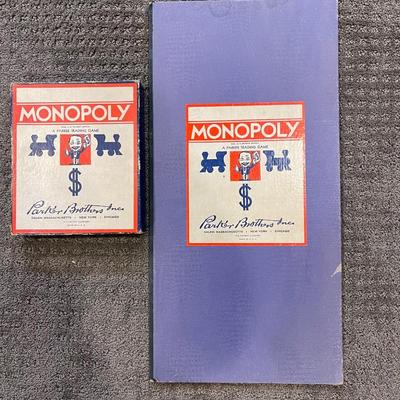 MONOPOLY
A PARKER TRADING GAME
$
Parker Brothers Inc.
SALEM, MASSACHUSETTS • NEW YORK • CHICAGO
MONOPOLY
A PARKER TRADING GAME
$
Parker Brothers Inc.
SALEM, MASSACHUSETTS • NEW YORK • CHICAGO